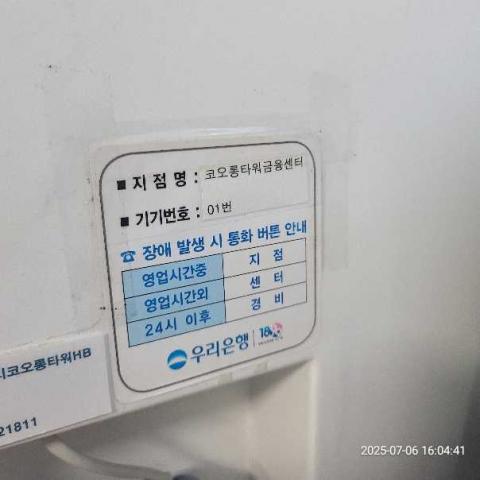 ■ 지점명 : 코오롱타워금융센터
■ 기기번호 : 01번
☎ 장애 발생 시 통화 버튼 안내
영업시간중 지 점
영업시간외 센 터
24시 이후 경 비
우리은행
코오롱타워HB
21811
2025-07-06 16:04:41